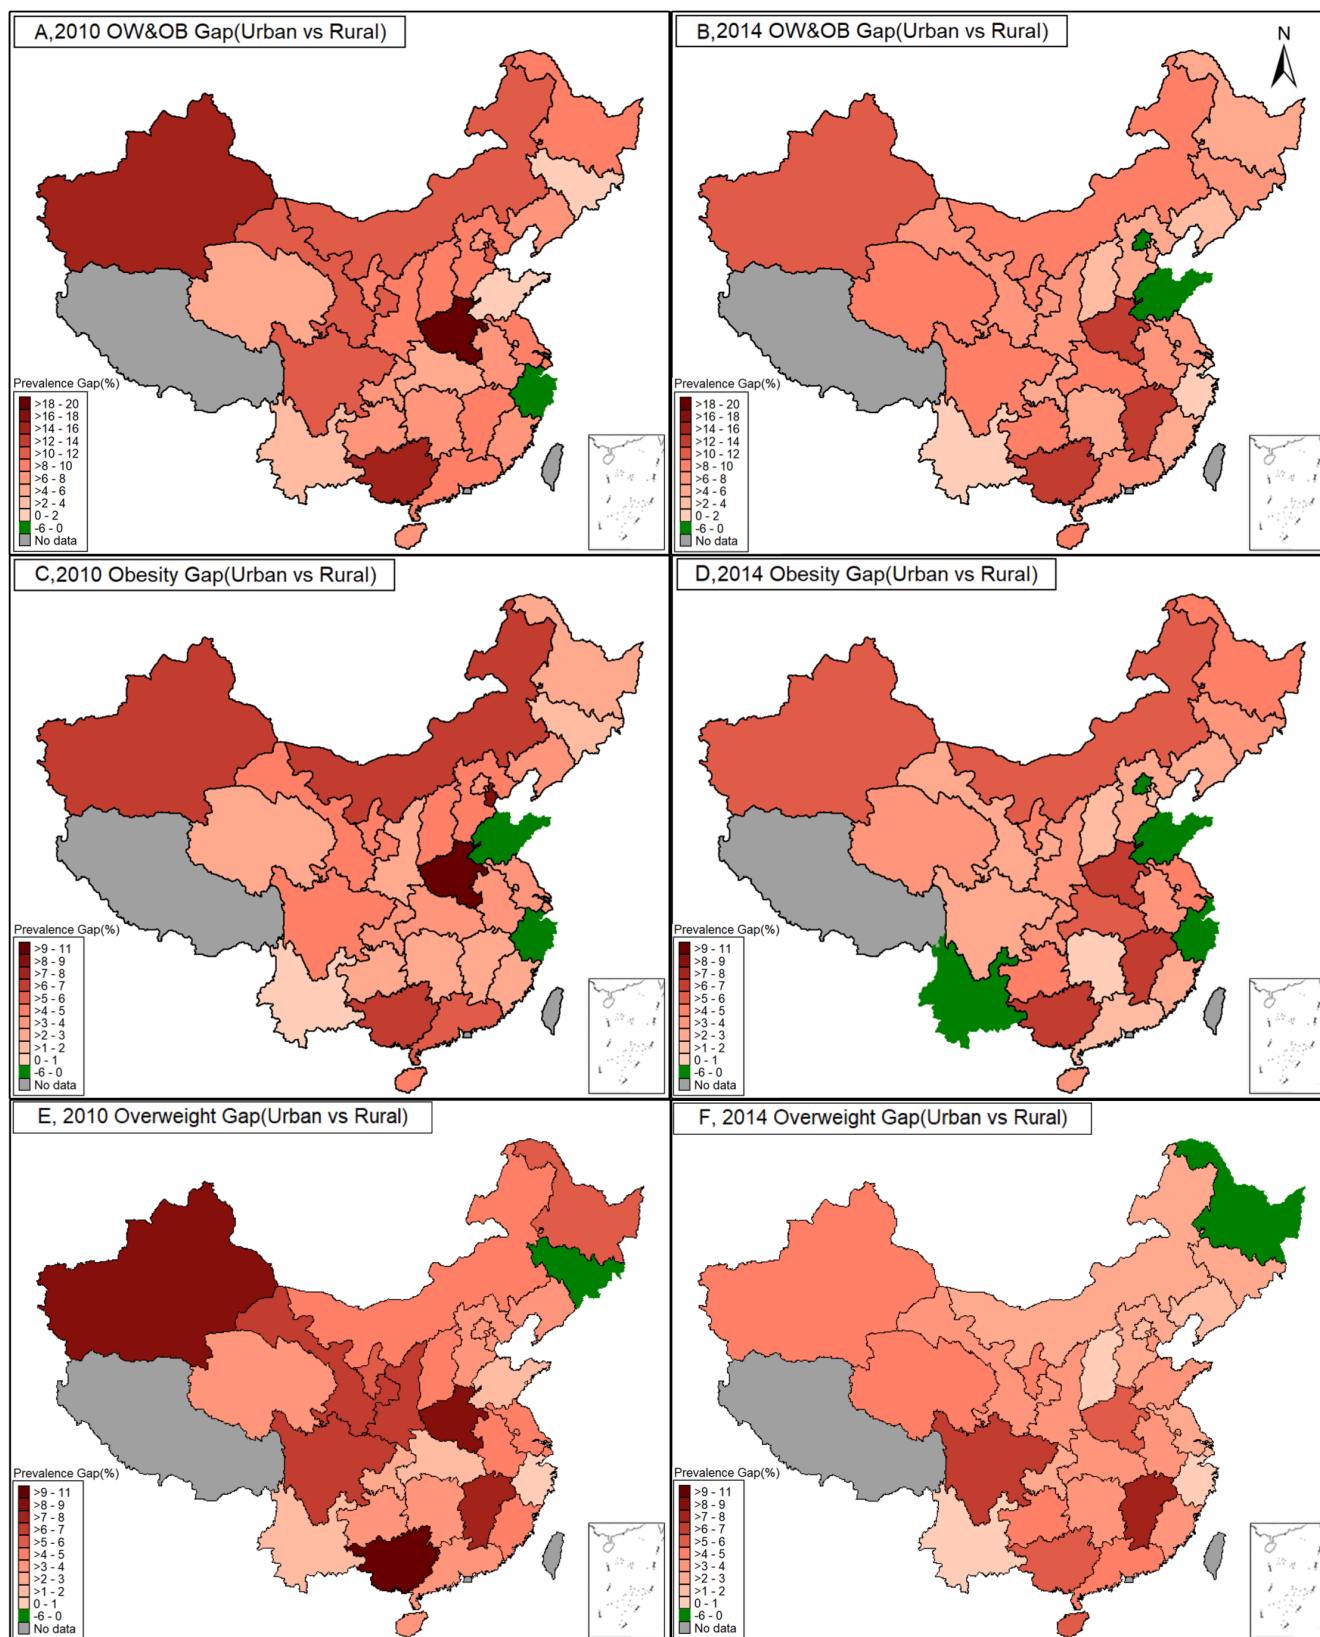 A,2010 OW&OB Gap(Urban vs Rural)
Prevalence Gap(%)
>18 - 20
>16 - 18
>14 - 16
>12 - 14
>10 - 12
>8 - 10
>6 - 8
>4 - 6
>2 - 4
0 - 2
-6 - 0
No data
B,2014 OW&OB Gap(Urban vs Rural)
N
Prevalence Gap(%)
>18 - 20
>16 - 18
>14 - 16
>12 - 14
>10 - 12
>8 - 10
>6 - 8
>4 - 6
>2 - 4
0 - 2
-6 - 0
No data
C,2010 Obesity Gap(Urban vs Rural)
Prevalence Gap(%)
>9 - 11
>8 - 9
>7 - 8
>6 - 7
>5 - 6
>4 - 5
>3 - 4
>2 - 3
>1 - 2
0 - 1
-6 - 0
No data
D,2014 Obesity Gap(Urban vs Rural)
Prevalence Gap(%)
>9 - 11
>8 - 9
>7 - 8
>6 - 7
>5 - 6
>4 - 5
>3 - 4
>2 - 3
>1 - 2
0 - 1
-6 - 0
No data
E, 2010 Overweight Gap(Urban vs Rural)
Prevalence Gap(%)
>9 - 11
>8 - 9
>7 - 8
>6 - 7
>5 - 6
>4 - 5
>3 - 4
>2 - 3
>1 - 2
0 - 1
-6 - 0
No data
F, 2014 Overweight Gap(Urban vs Rural)
Prevalence Gap(%)
>9 - 11
>8 - 9
>7 - 8
>6 - 7
>5 - 6
>4 - 5
>3 - 4
>2 - 3
>1 - 2
0 - 1
-6 - 0
No data